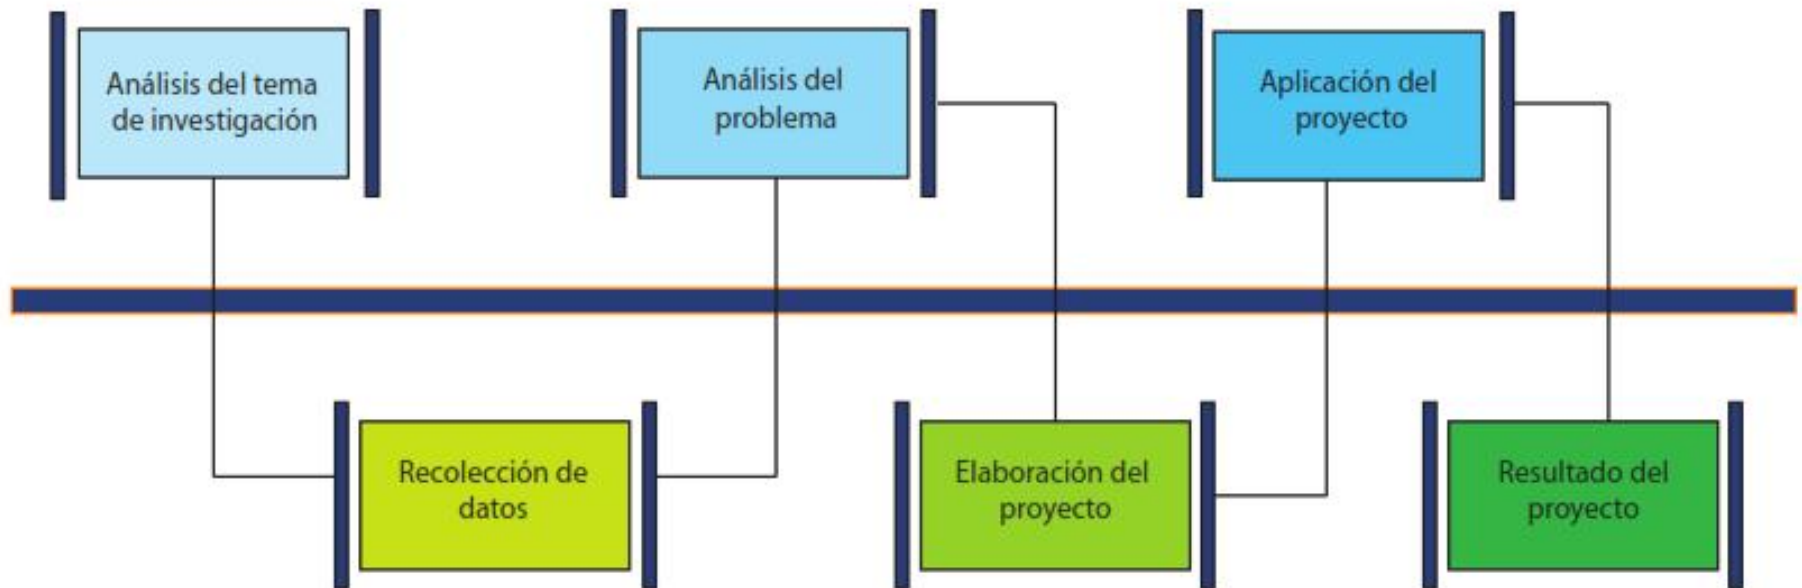 Análisis del tema
de investigación
Recolección de
datos
Análisis del
problema
Elaboración del
proyecto
Aplicación del
proyecto
Resultado del
proyecto